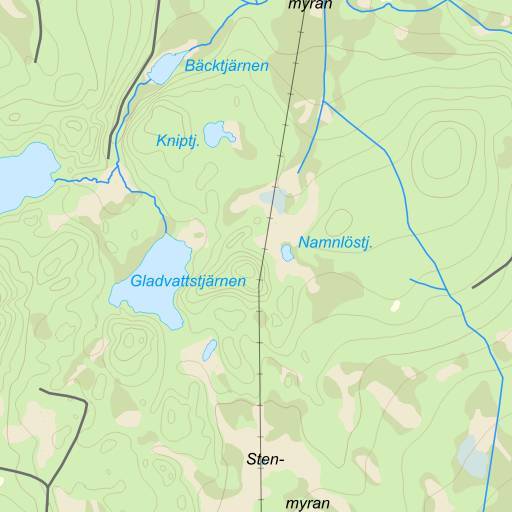 myran
Bäcktjärnen
Kniptj.
Namnlöstj.
Gladvattstjärnen
Sten-
myran